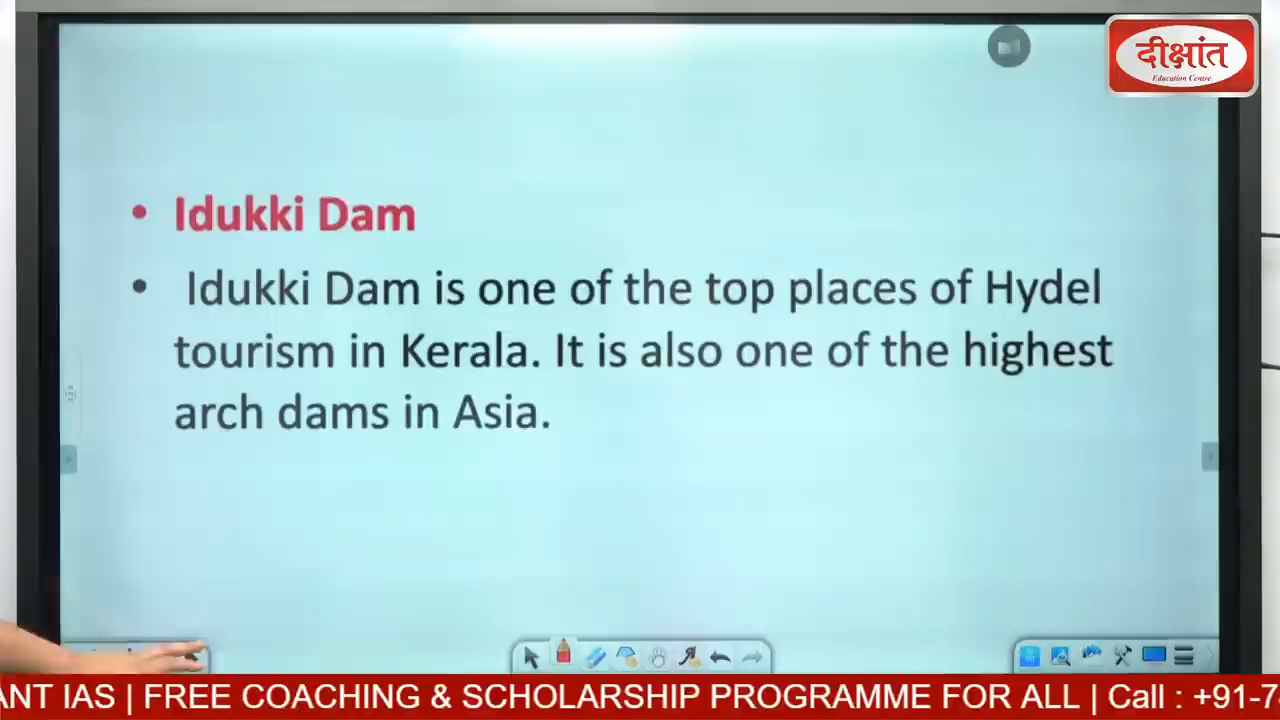 दीक्षांत
Education Centre
• Idukki Dam
• Idukki Dam is one of the top places of Hydel
tourism in Kerala. It is also one of the highest
arch dams in Asia.
ANT IAS | FREE COACHING & SCHOLARSHIP PROGRAMME FOR ALL | Call : +91-7